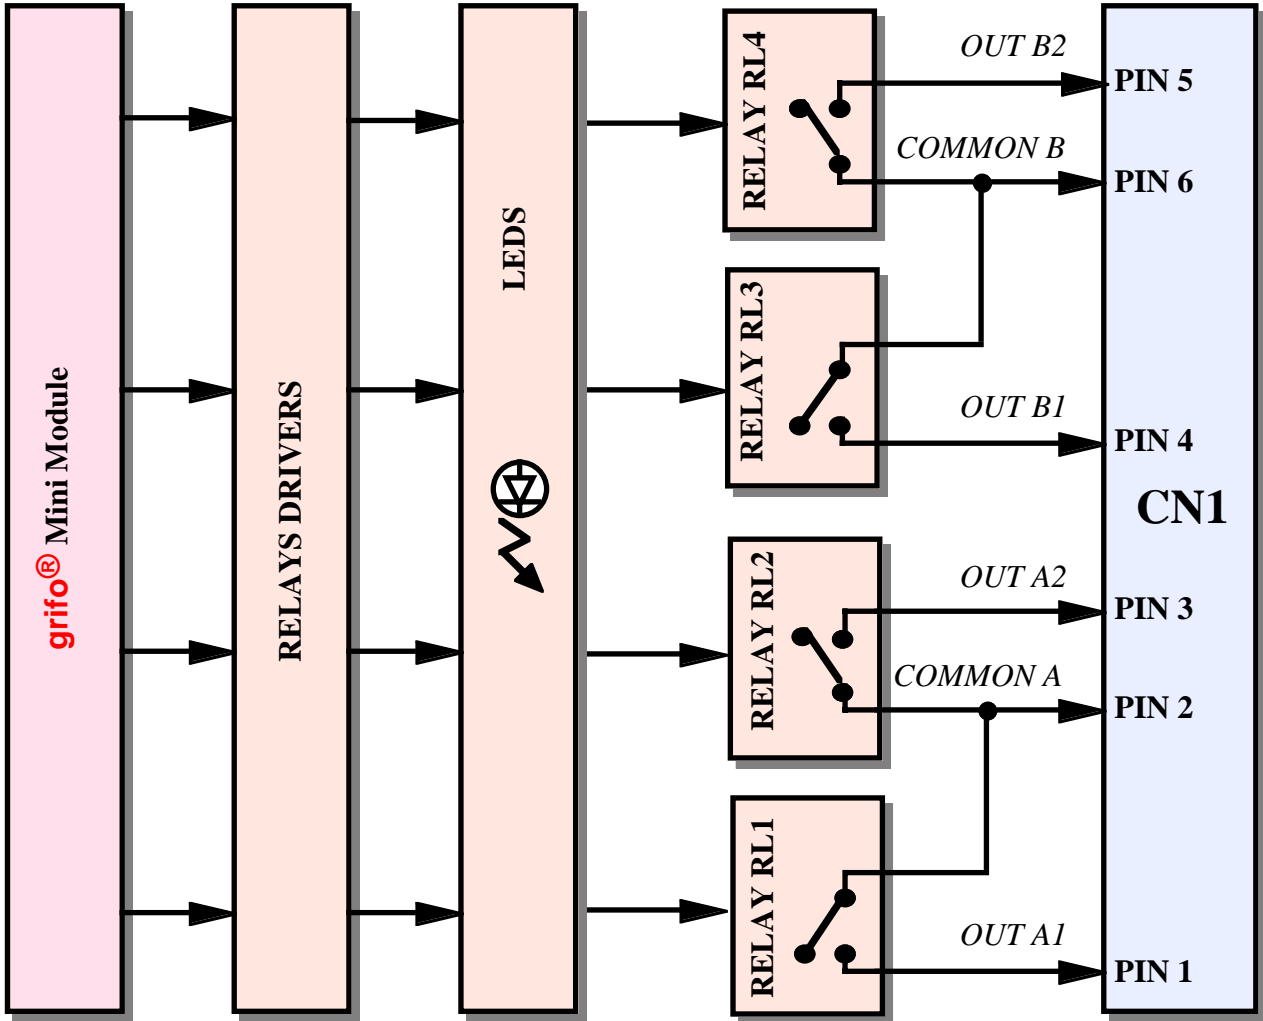 grifo® Mini Module
RELAYS DRIVERS
LEDS
RELAY RL4
OUT B2
PIN 5
COMMON B
PIN 6
RELAY RL3
OUT B1
PIN 4
CN1
RELAY RL2
OUT A2
PIN 3
COMMON A
PIN 2
RELAY RL1
OUT A1
PIN 1